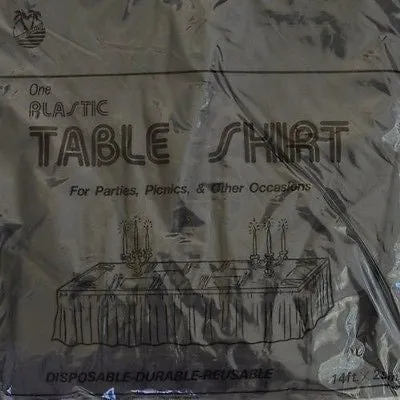 One
PLASTIC
TABLE SKIRT
For Parties, Picnics, & Other Occasions
DISPOSABLE-DURABLE-REUSABLE
14ft. X